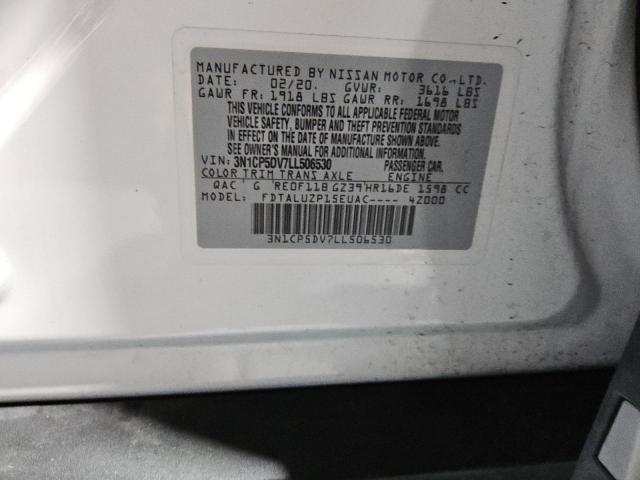 MANUFACTURED BY NISSAN MOTOR CO.,LTD.
DATE: 02/20. GVWR: 3616 LBS
GAWR FR: 1918 LBS GAWR RR: 1698 LBS
THIS VEHICLE CONFORMS TO ALL APPLICABLE FEDERAL MOTOR
VEHICLE SAFETY, BUMPER AND THEFT PREVENTION STANDARDS
IN EFFECT ON THE DATE OF MANUFACTURE SHOWN ABOVE.
SEE OWNER'S MANUAL FOR ADDITIONAL INFORMATION.
VIN: 3N1CP5DV7LL506530 PASSENGER CAR.
COLOR TRIM TRANS AXLE ENGINE
QAC G RE0F11B GZ39 HR16DE 1598 CC
MODEL: FDTALUZP15EUAC---- 4Z000
3N1CP5DV7LL506530